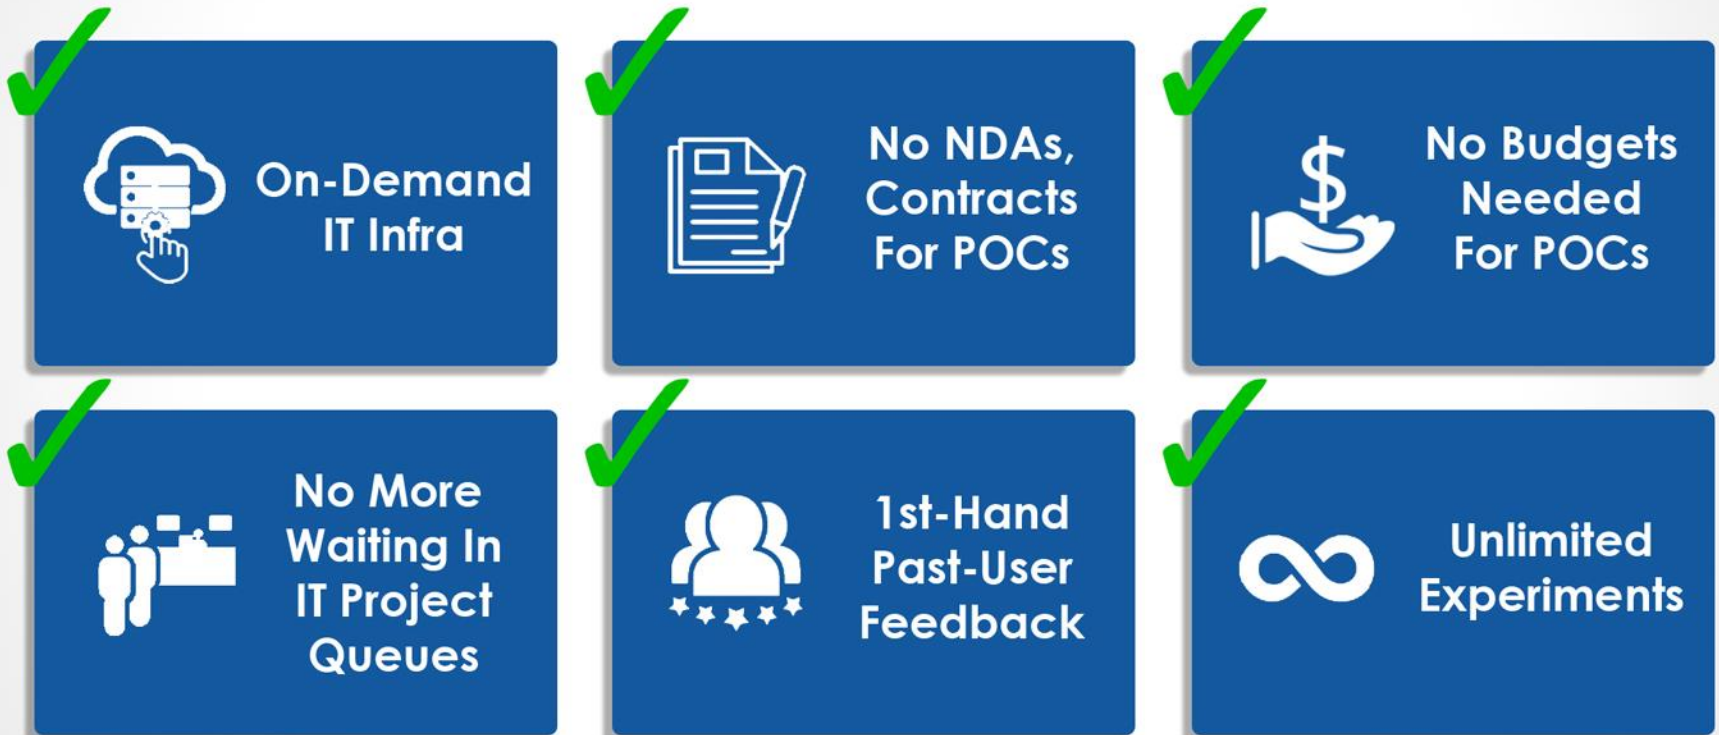 On-Demand
IT Infra
No NDAs,
Contracts
For POCs
No Budgets
Needed
For POCs
No More
Waiting In
IT Project
Queues
1st-Hand
Past-User
Feedback
Unlimited
Experiments